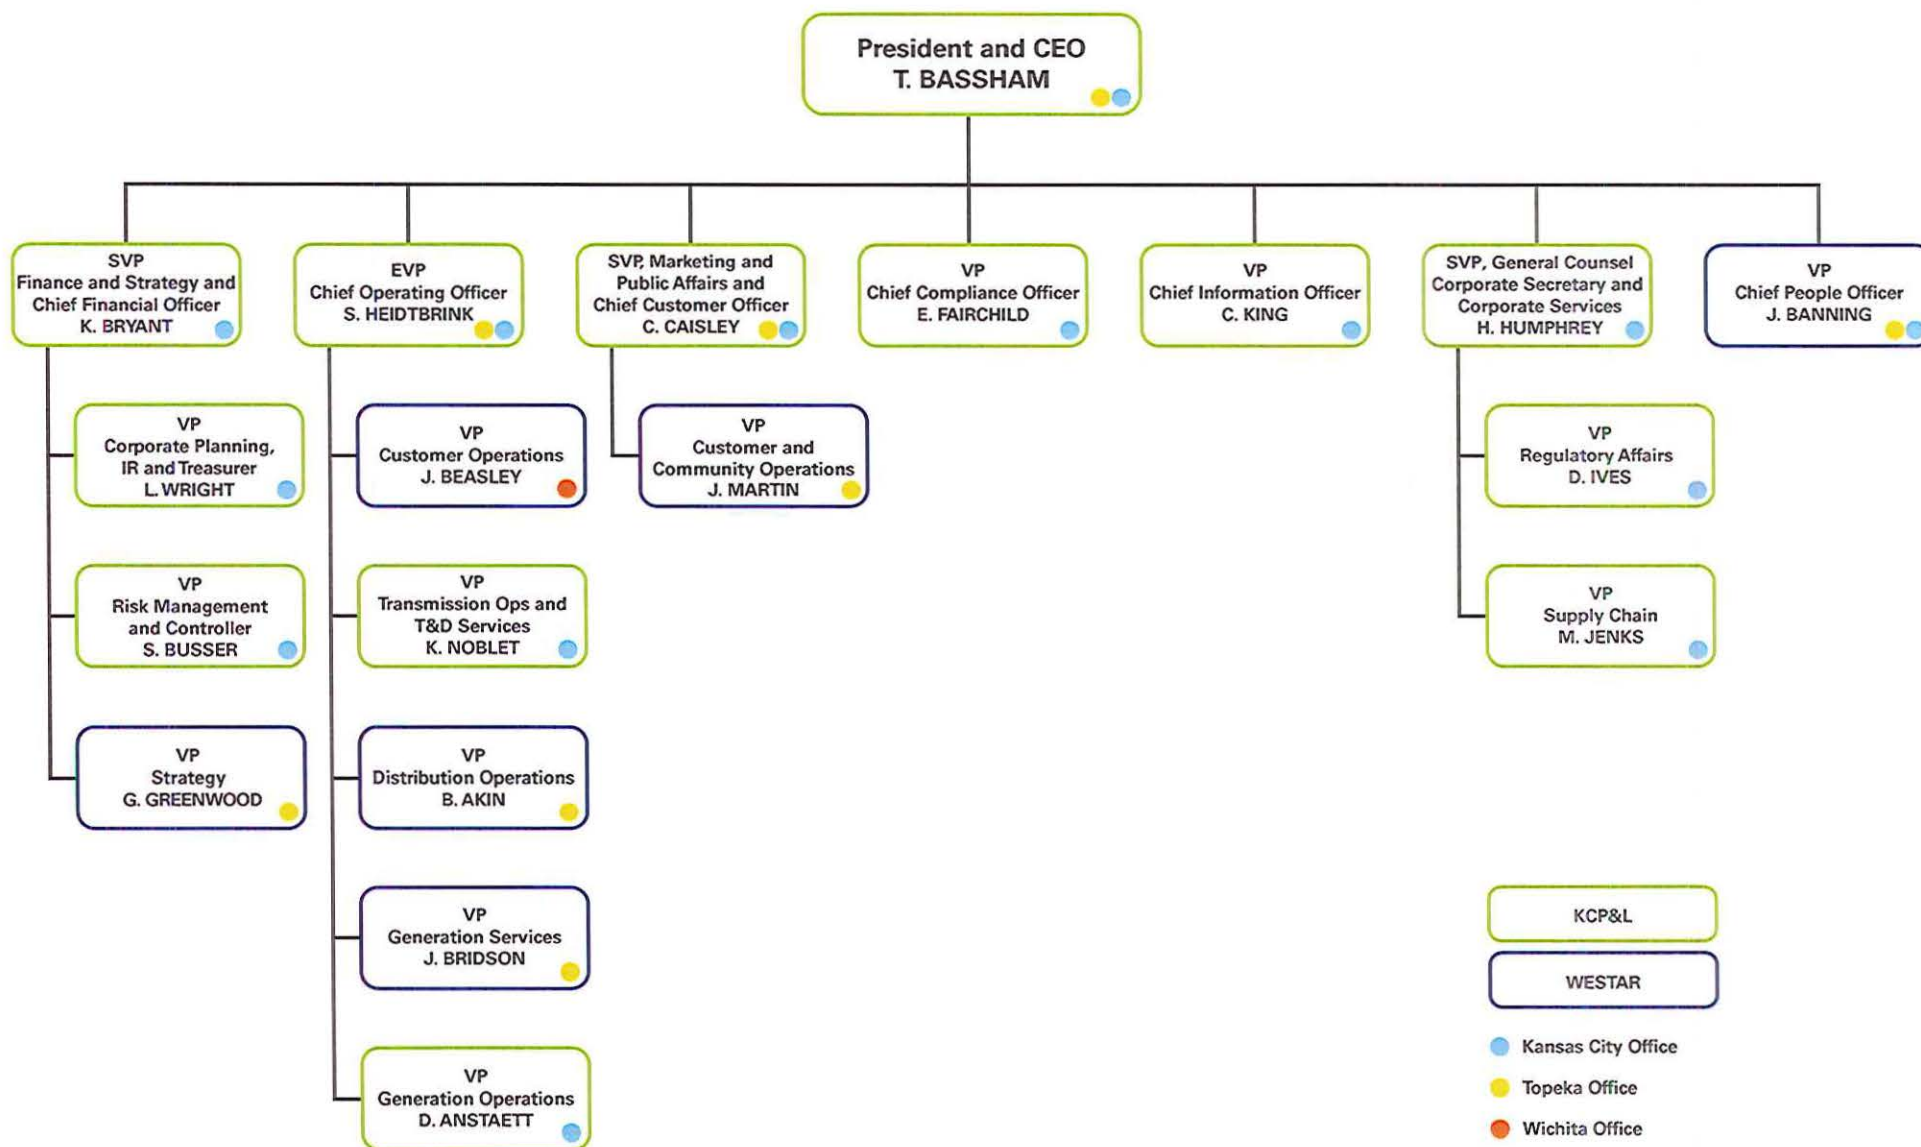 President and CEO
T. BASSHAM
SVP
Finance and Strategy and
Chief Financial Officer
K. BRYANT
EVP
Chief Operating Officer
S. HEIDTBRINK
SVP, Marketing and
Public Affairs and
Chief Customer Officer
C. CAISLEY
VP
Chief Compliance Officer
E. FAIRCHILD
VP
Chief Information Officer
C. KING
SVP, General Counsel
Corporate Secretary and
Corporate Services
H. HUMPHREY
VP
Chief People Officer
J. BANNING
VP
Corporate Planning,
IR and Treasurer
L. WRIGHT
VP
Customer Operations
J. BEASLEY
VP
Customer and
Community Operations
J. MARTIN
VP
Regulatory Affairs
D. IVES
VP
Risk Management
and Controller
S. BUSSER
VP
Transmission Ops and
T&D Services
K. NOBLET
VP
Supply Chain
M. JENKS
VP
Strategy
G. GREENWOOD
VP
Distribution Operations
B. AKIN
VP
Generation Services
J. BRIDSON
VP
Generation Operations
D. ANSTAETT
KCP&L
WESTAR
Kansas City Office
Topeka Office
Wichita Office